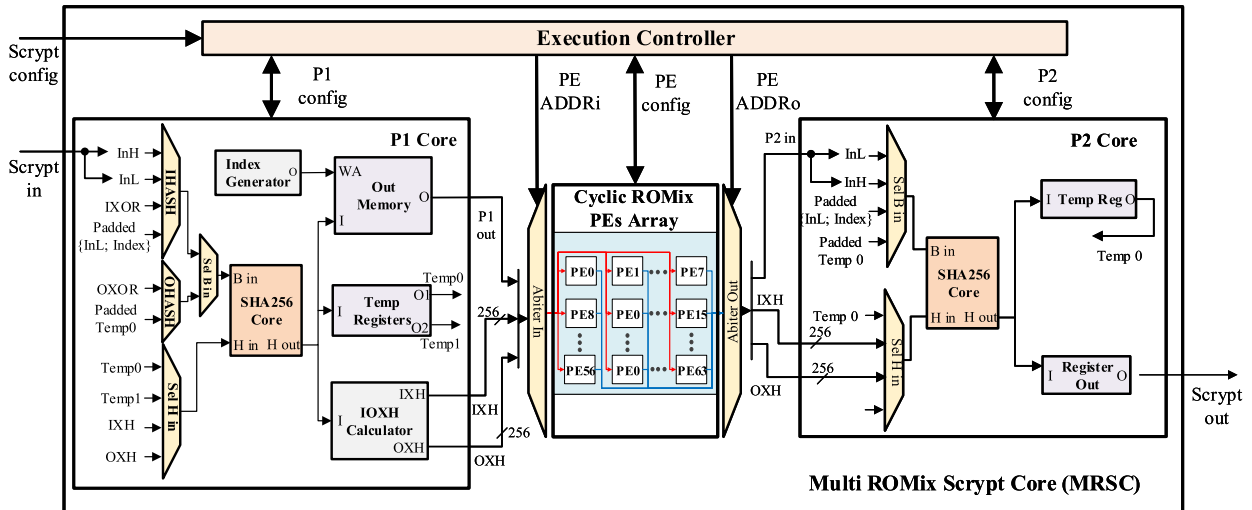 Execution Controller
Scrypt
config
P1
config
PE
ADDRi
PE
config
PE
ADDRo
P2
config
Scrypt
in
P1 Core
InH
InL
IXOR
Padded
{InL; Index}
IHASH
OXOR
Padded
Temp0
OHASH
Sel B in
Temp0
Temp1
IXH
OXH
Sel H in
Index
Generator
O
WA
Out
Memory
I
O
B in
SHA256
Core
H in
H out
I
Temp
Registers
O1
O2
Temp0
Temp1
I
IOXH
Calculator
IXH
OXH
P1
out
256
IXH
256
OXH
Abiter In
Cyclic ROMix
PEs Array
PE0
PE1
PE7
PE8
PE0
PE15
PE56
PE0
PE63
Abiter Out
P2 in
IXH
256
256
OXH
P2 Core
InL
InH
Padded
{InL; Index}
Padded
Temp 0
Sel B in
Temp 0
Sel H in
B in
SHA256
Core
H in
H out
I
Temp Reg
O
Temp 0
I
Register
Out
O
Scrypt
out
Multi ROMix Scrypt Core (MRSC)